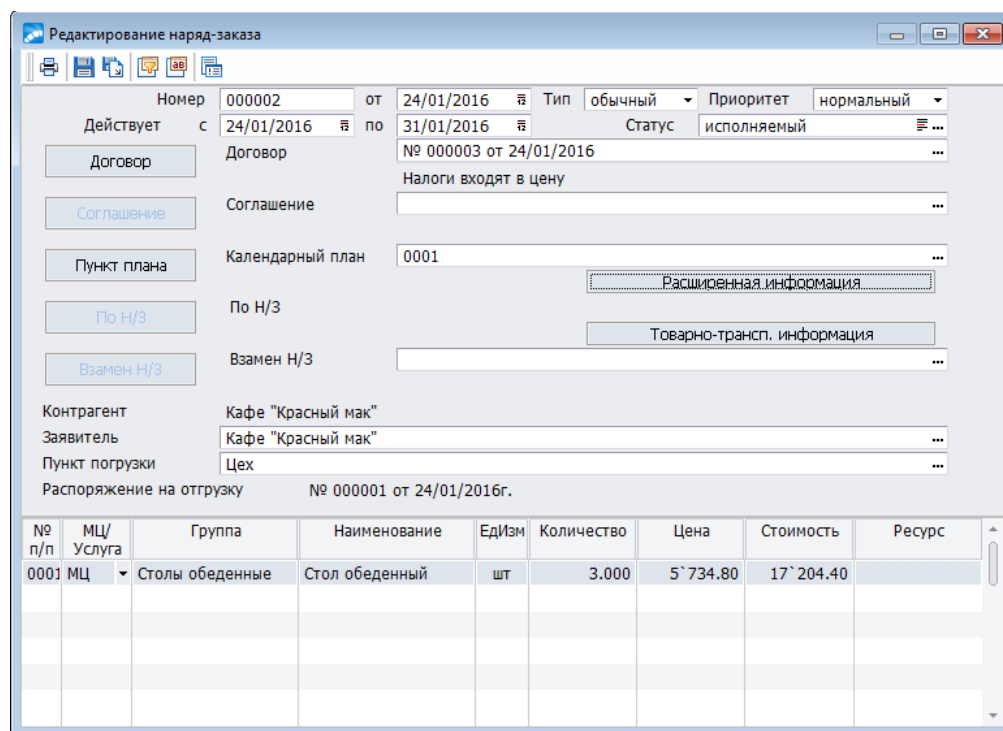 Редактирование наряд-заказа
Номер 000002 от 24/01/2016 Тип обычный Приоритет нормальный
Действует с 24/01/2016 по 31/01/2016 Статус исполняемый
Договор Договор № 000003 от 24/01/2016
Налоги входят в цену
Соглашение Соглашение
Пункт плана Календарный план 0001
Расширенная информация
По Н/З По Н/З
Товарно-трансп. информация
Взамен Н/З Взамен Н/З
Контрагент Кафе "Красный мак"
Заявитель Кафе "Красный мак"
Пункт погрузки Цех
Распоряжение на отгрузку № 000001 от 24/01/2016г.
№ п/п МЦ/ Услуга Группа Наименование ЕдИзм Количество Цена Стоимость Ресурс
0001 МЦ Столы обеденные Стол обеденный шт 3.000 5`734.80 17`204.40